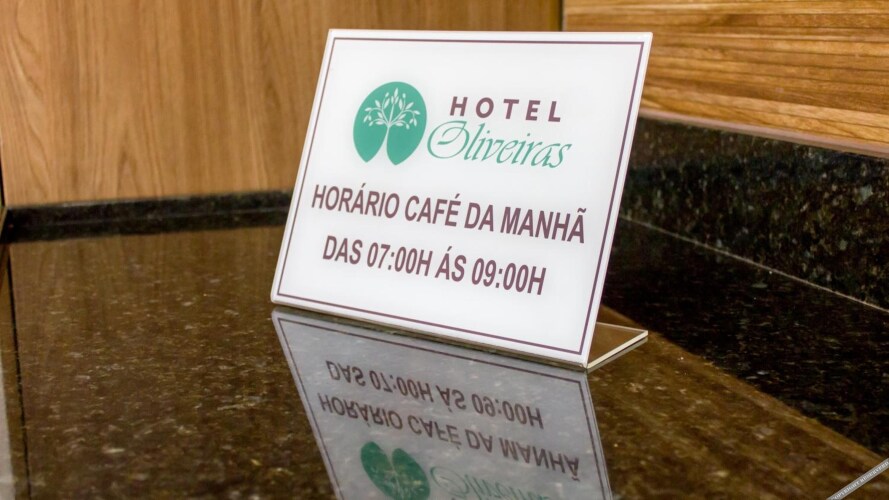 HOTEL
Oliveiras
HORÁRIO CAFÉ DA MANHÃ
DAS 07:00H ÁS 09:00H